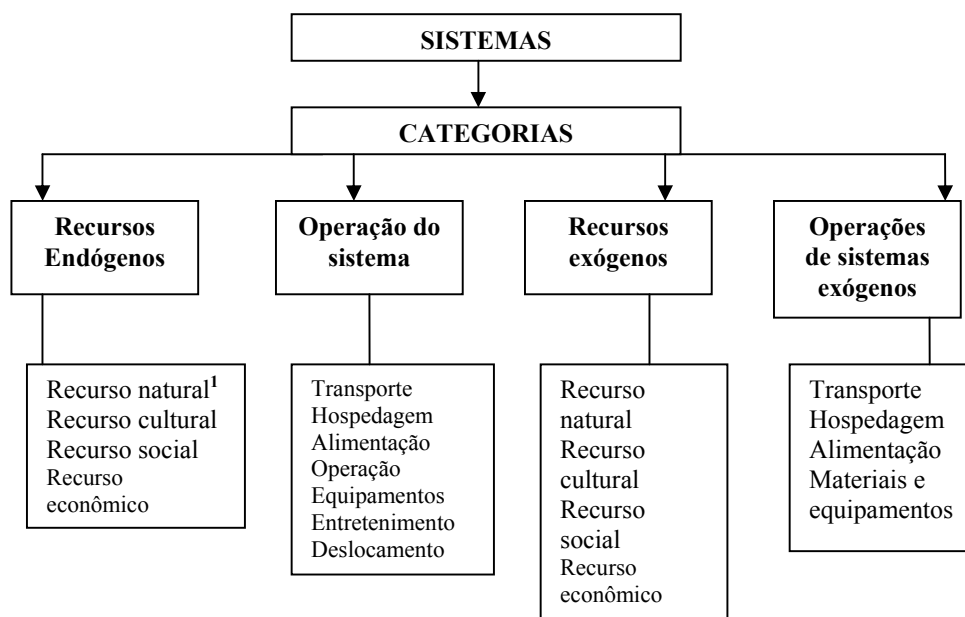 SISTEMAS
CATEGORIAS
Recursos
Endógenos
Operação do
sistema
Recursos
exógenos
Operações
de sistemas
exógenos
Recurso natural¹
Recurso cultural
Recurso social
Recurso
econômico
Transporte
Hospedagem
Alimentação
Operação
Equipamentos
Entretenimento
Deslocamento
Recurso
natural
Recurso
cultural
Recurso
social
Recurso
econômico
Transporte
Hospedagem
Alimentação
Materiais e
equipamentos